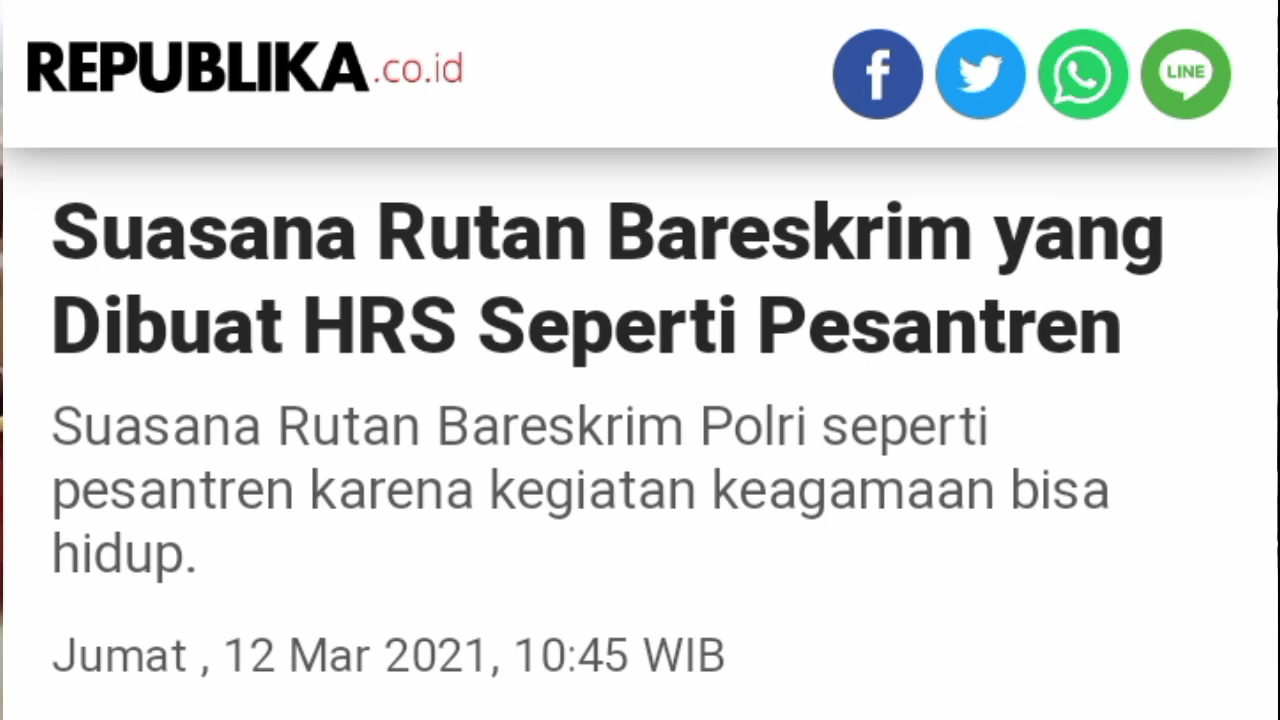 REPUBLIKA.co.id
LINE
Suasana Rutan Bareskrim yang
Dibuat HRS Seperti Pesantren
Suasana Rutan Bareskrim Polri seperti
pesantren karena kegiatan keagamaan bisa
hidup.
Jumat , 12 Mar 2021, 10:45 WIB